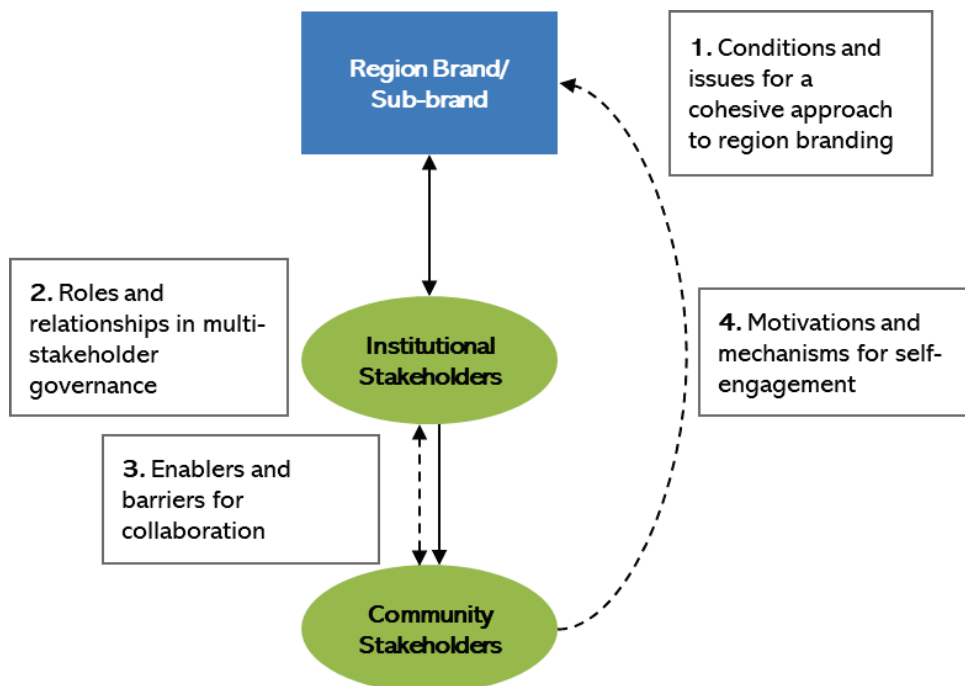 Region Brand/
Sub-brand
1. Conditions and
issues for a
cohesive approach
to region branding
2. Roles and
relationships in multi-
stakeholder
governance
Institutional
Stakeholders
4. Motivations and
mechanisms for self-
engagement
3. Enablers and
barriers for
collaboration
Community
Stakeholders